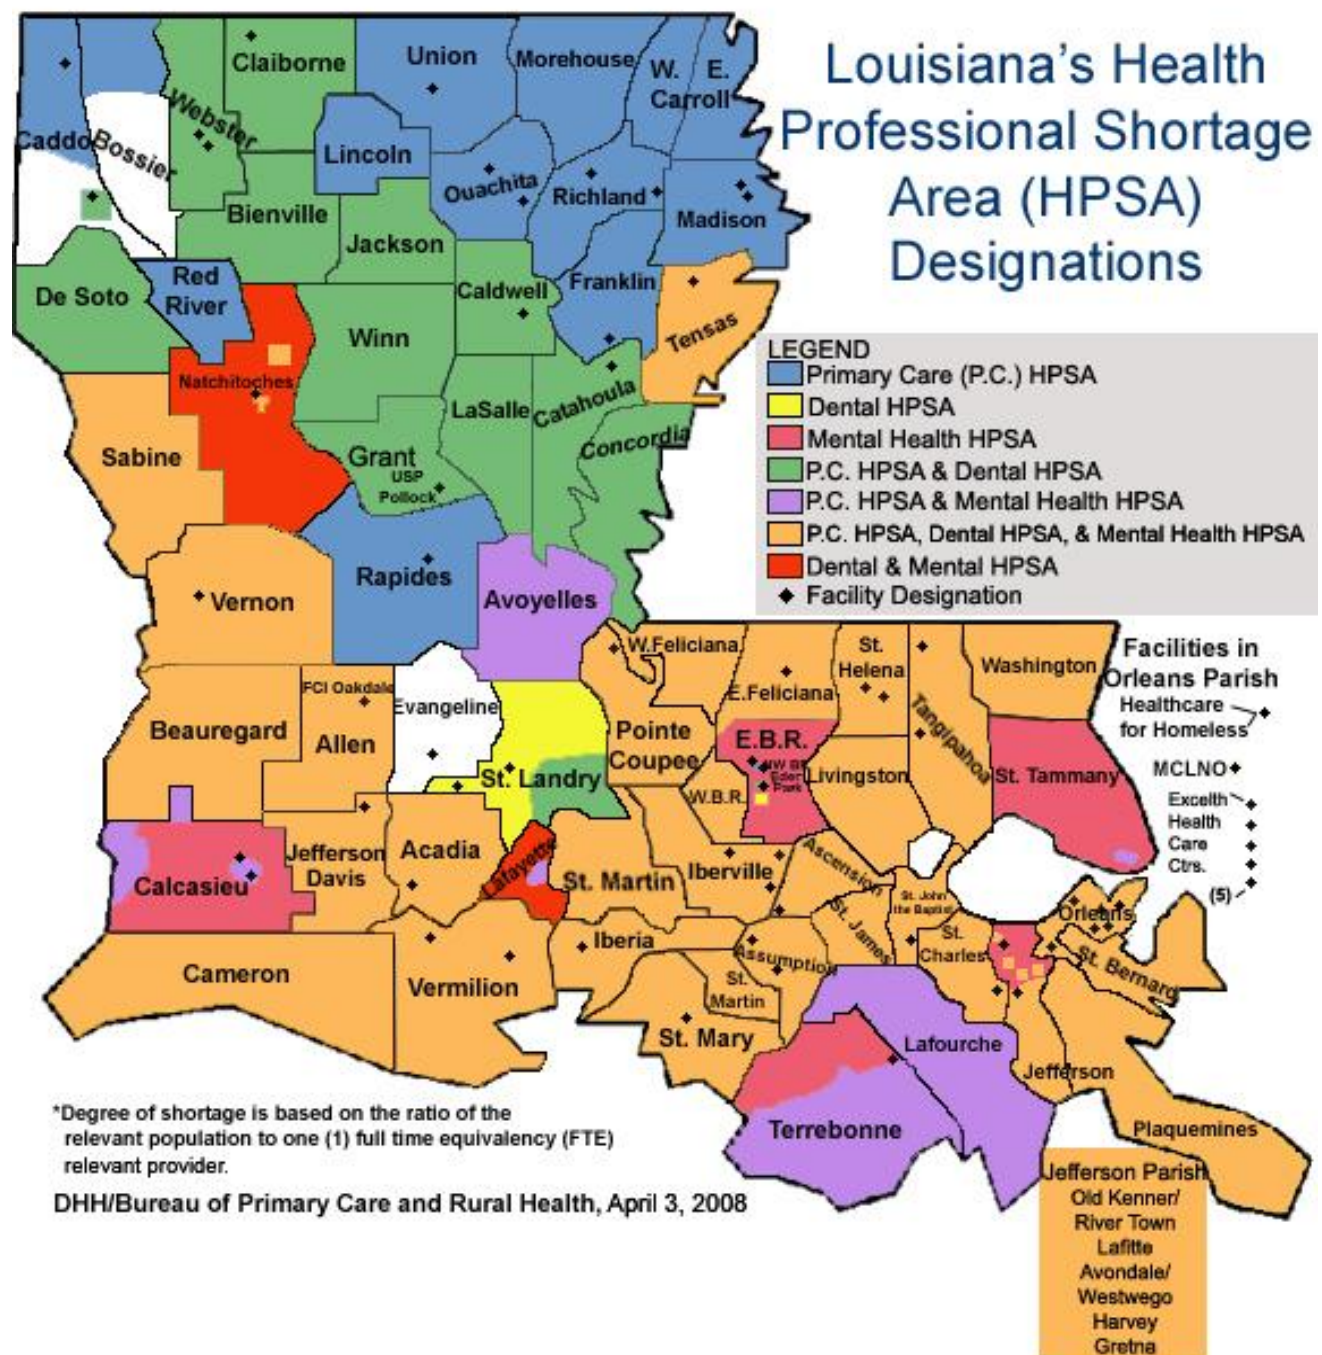 Louisiana's Health
Professional Shortage
Area (HPSA)
Designations
LEGEND
Primary Care (P.C.) HPSA
Dental HPSA
Mental Health HPSA
P.C. HPSA & Dental HPSA
P.C. HPSA & Mental Health HPSA
P.C. HPSA, Dental HPSA, & Mental Health HPSA
Dental & Mental HPSA
Facility Designation
Caddo
Bossier
Webster
Claiborne
Union
Morehouse
W.
Carroll
E.
Lincoln
Ouachita
Richland
Madison
Bienville
Jackson
De Soto
Red
River
Winn
Caldwell
Franklin
Tensas
Natchitoches
Sabine
Grant
USP
Pollock
LaSalle
Catahoula
Concordia
Vernon
Rapides
Avoyelles
Beauregard
FCI Oakdale
Allen
Evangeline
St. Landry
Pointe
Coupee
W.Feliciana
E.Feliciana
St.
Helena
Tangipahoa
Washington
E.B.R.
Park
W.B.R.
Livingston
St. Tammany
Calcasieu
Jefferson
Davis
Acadia
Lafayette
St. Martin
Iberville
Ascension
St. John
the Baptist
St. James
St.
Charles
Orleans
St. Bernard
Cameron
Vermilion
Iberia
Assumption
St.
Martin
St. Mary
Terrebonne
Lafourche
Jefferson
Plaquemines
Facilities in
Orleans Parish
Healthcare
for Homeless
MCLNO
Excelth
Health
Care
Ctrs.
(5)
Jefferson Parish
Old Kenner/
River Town
Lafitte
Avondale/
Westwego
Harvey
Gretna
*Degree of shortage is based on the ratio of the
relevant population to one (1) full time equivalency (FTE)
relevant provider.
DHH/Bureau of Primary Care and Rural Health, April 3, 2008